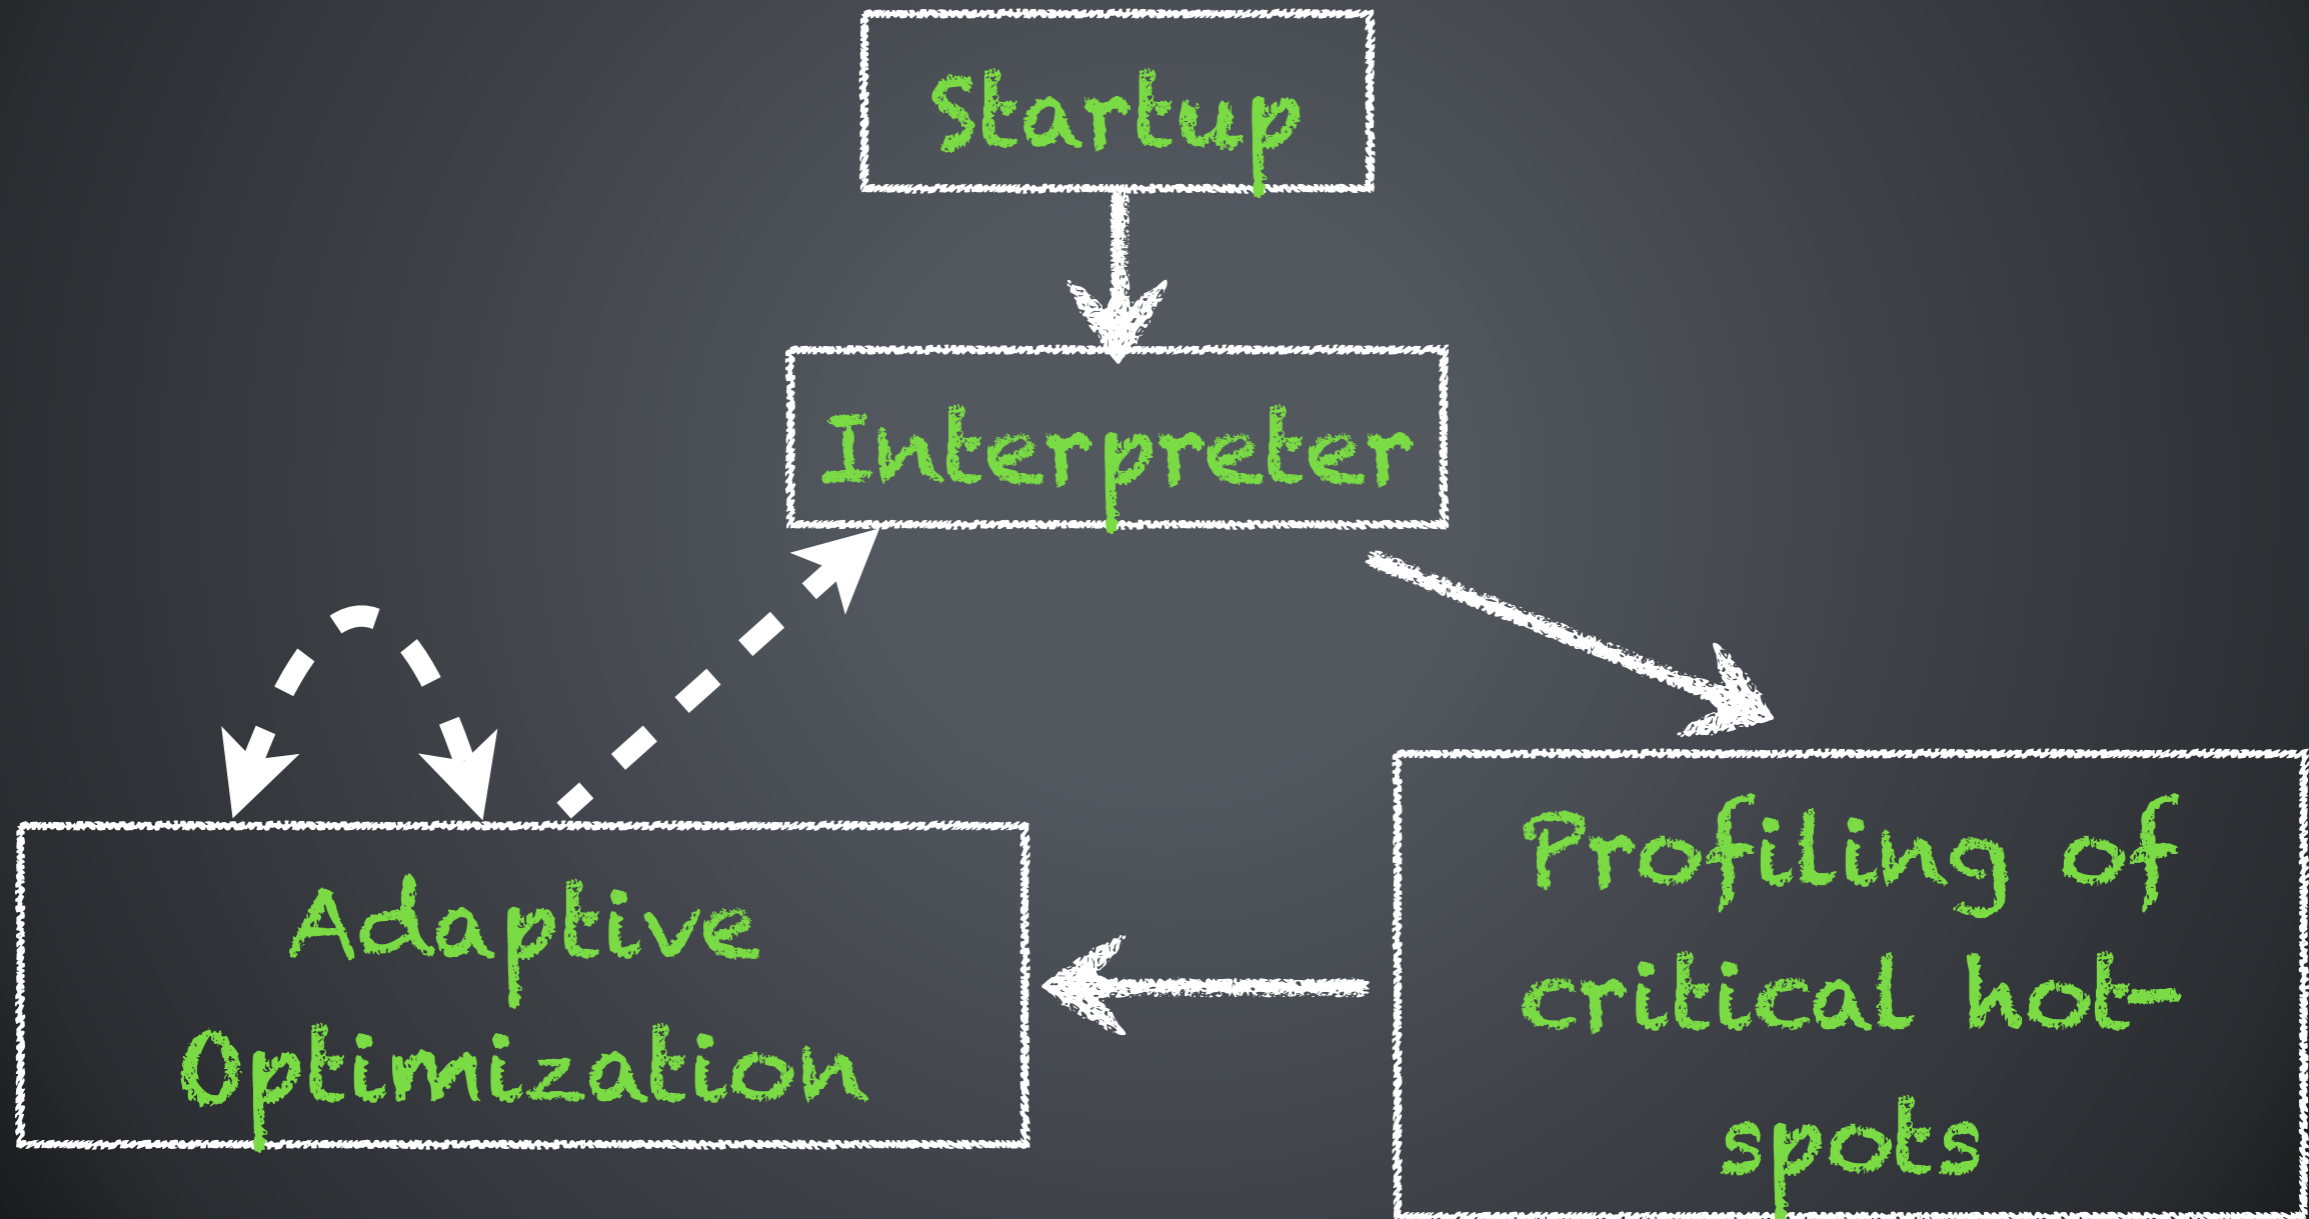 Startup
Interpreter
Adaptive
Optimization
Profiling of
critical hot-
spots